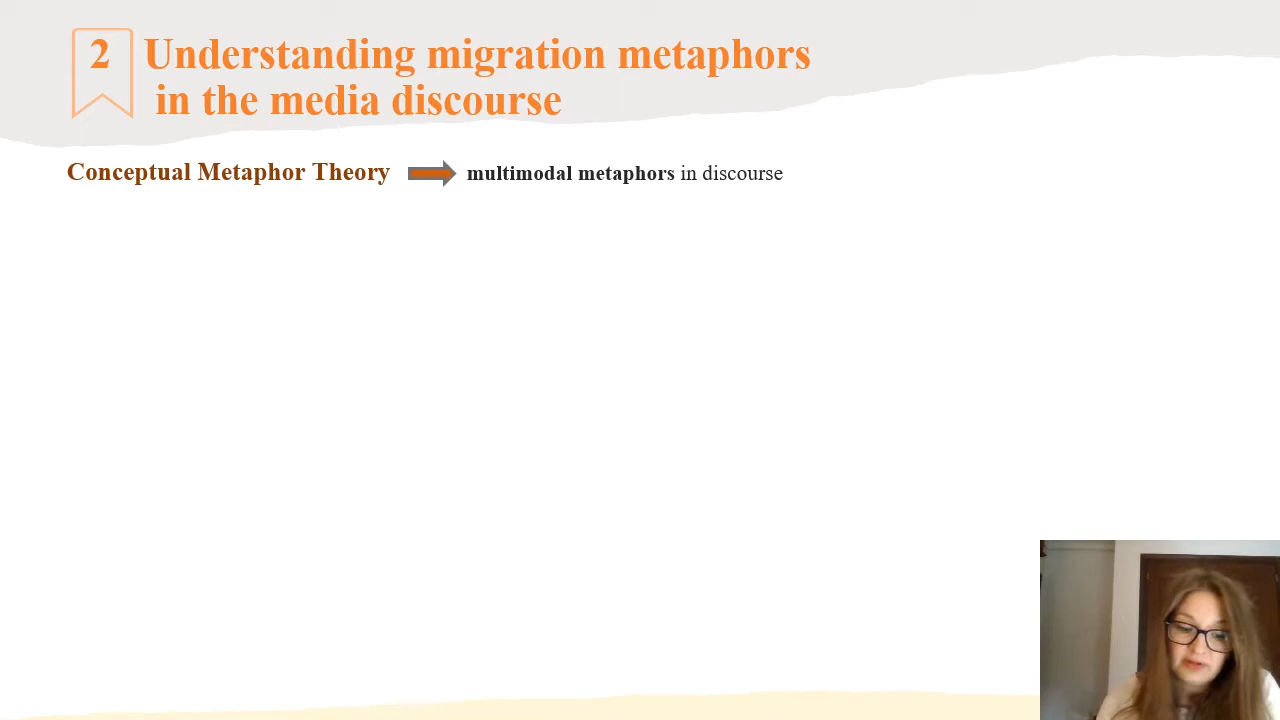 2 Understanding migration metaphors
in the media discourse
Conceptual Metaphor Theory multimodal metaphors in discourse